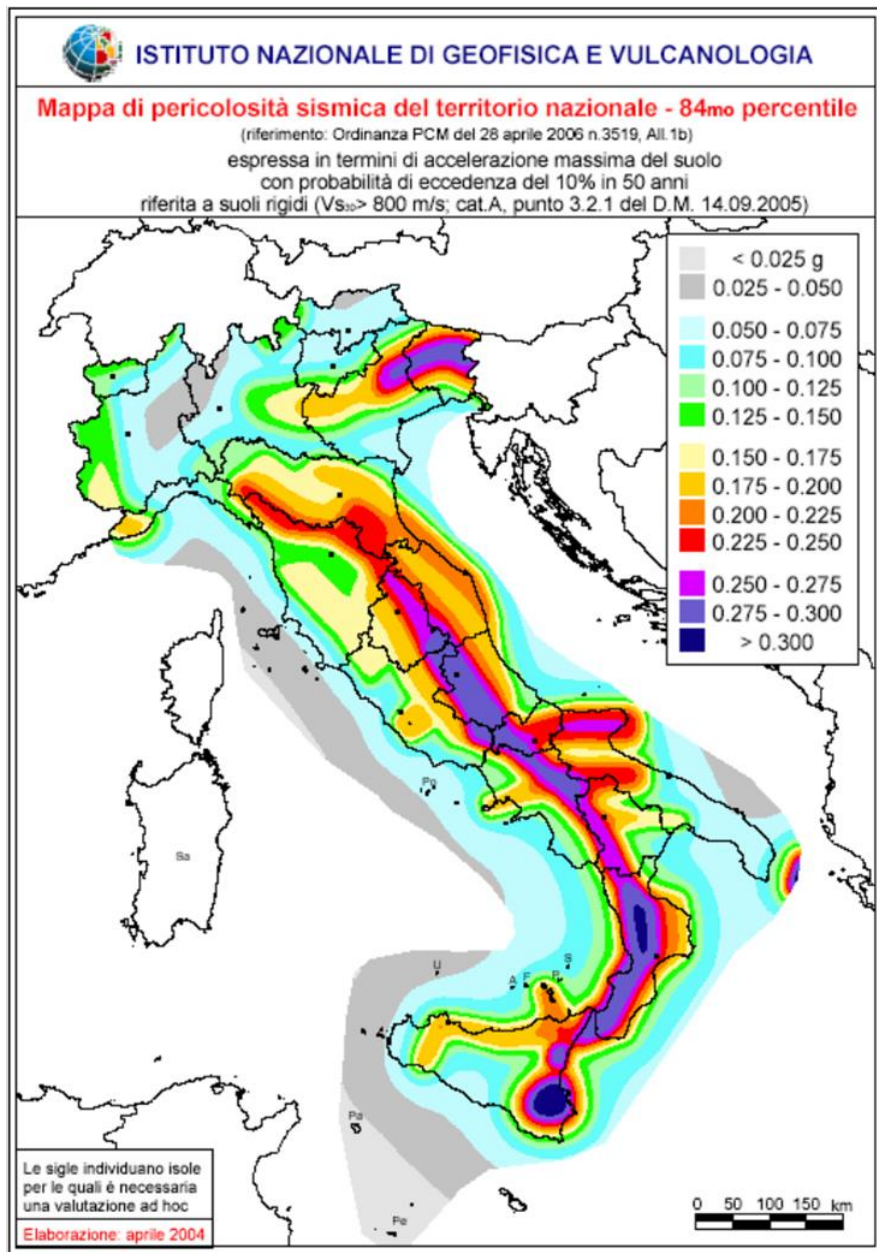 ISTITUTO NAZIONALE DI GEOFISICA E VULCANOLOGIA
Mappa di pericolosità sismica del territorio nazionale - 84mo percentile
(riferimento: Ordinanza PCM del 28 aprile 2006 n.3519, All.1b)
espressa in termini di accelerazione massima del suolo
con probabilità di eccedenza del 10% in 50 anni
riferita a suoli rigidi (Vs30> 800 m/s; cat.A, punto 3.2.1 del D.M. 14.09.2005)
< 0.025 g
0.025 - 0.050
0.050 - 0.075
0.075 - 0.100
0.100 - 0.125
0.125 - 0.150
0.150 - 0.175
0.175 - 0.200
0.200 - 0.225
0.225 - 0.250
0.250 - 0.275
0.275 - 0.300
> 0.300
Po
Sa
U
A
F
P
S
Pa
Pe
Le sigle individuano isole
per le quali è necessaria
una valutazione ad hoc
Elaborazione: aprile 2004
0 50 100 150 km